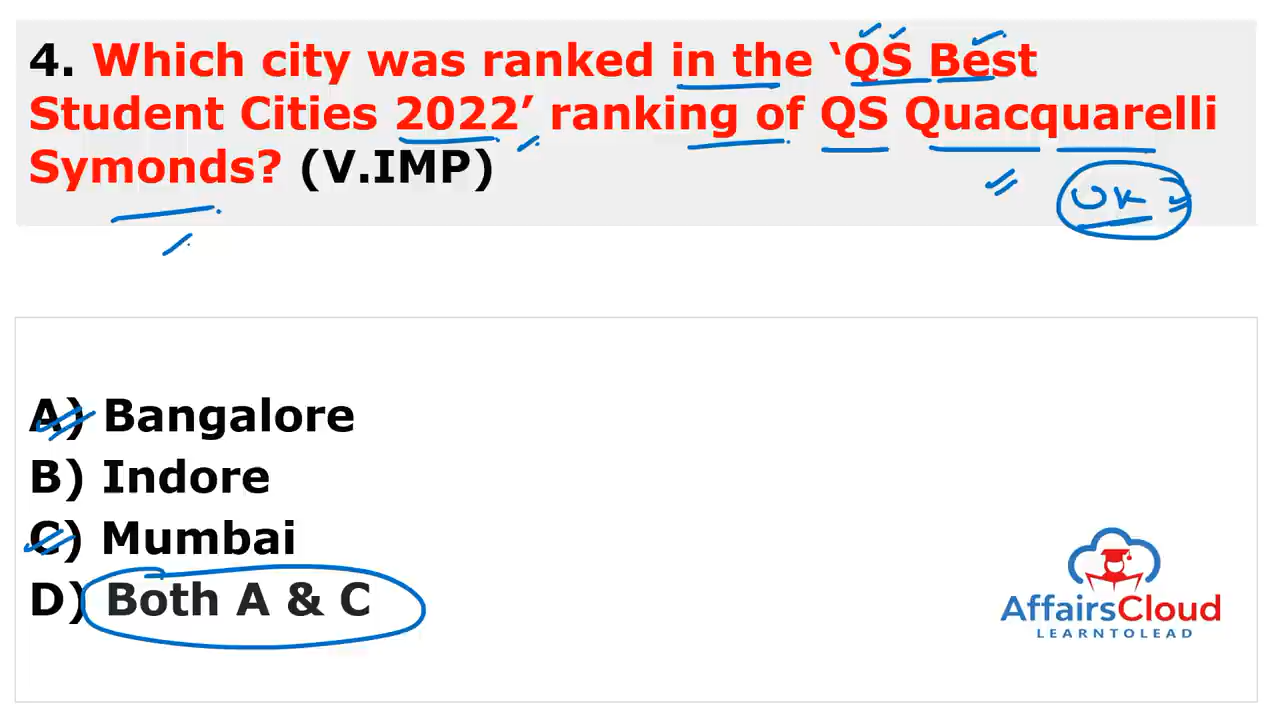 4. Which city was ranked in the ‘QS Best
Student Cities 2022’ ranking of QS Quacquarelli
Symonds? (V.IMP)
UK
A) Bangalore
B) Indore
C) Mumbai
D) Both A & C
AffairsCloud
LEARNTOLEAD